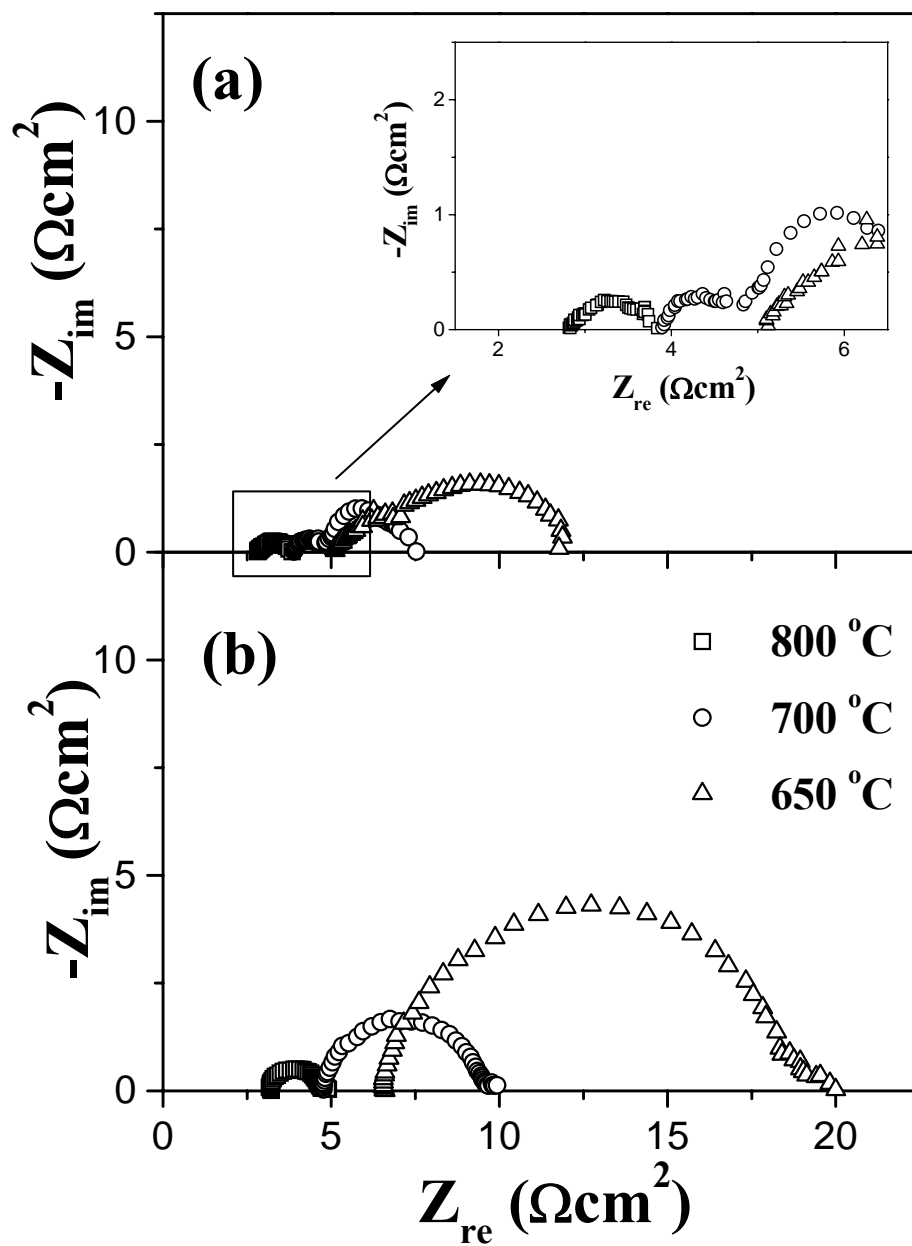 (a)
-Z_im (Ωcm²)
10
5
0
-Z_im (Ωcm²)
2
1
0
2 4 6
Z_re (Ωcm²)
(b)
-Z_im (Ωcm²)
10
5
0
800 °C
700 °C
650 °C
0 5 10 15 20
Z_re (Ωcm²)